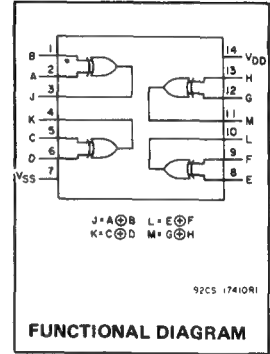 B 1
A 2
J 3
K 4
C 5
D 6
VSS 7
14 VDD
13 H
12 G
11 M
10 L
9 F
8 E
J=A⊕B L=E⊕F
K=C⊕D M=G⊕H
92CS 17410R1
FUNCTIONAL DIAGRAM